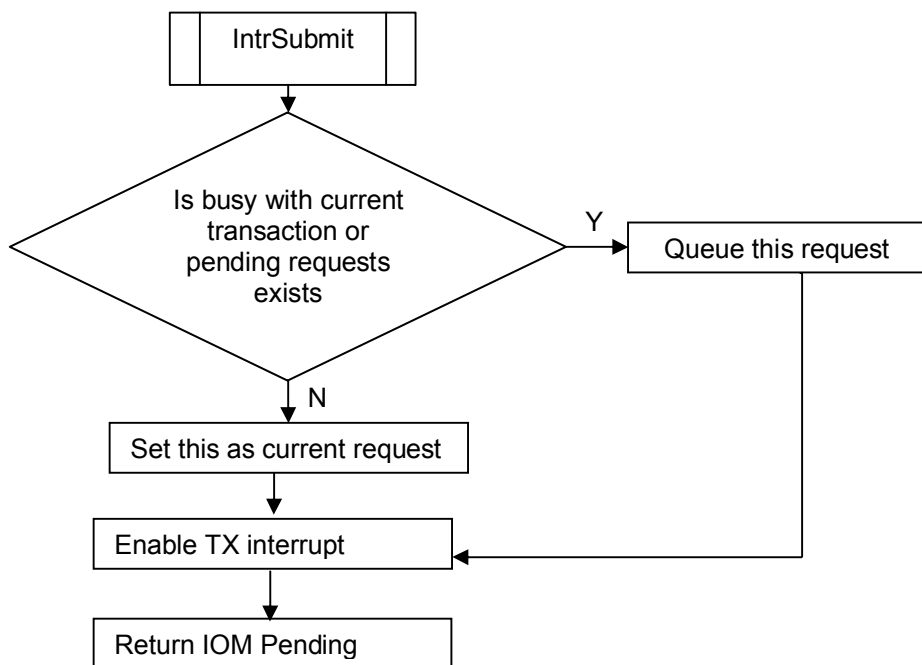 IntrSubmit
Is busy with current
transaction or
pending requests
exists
Y
Queue this request
N
Set this as current request
Enable TX interrupt
Return IOM Pending